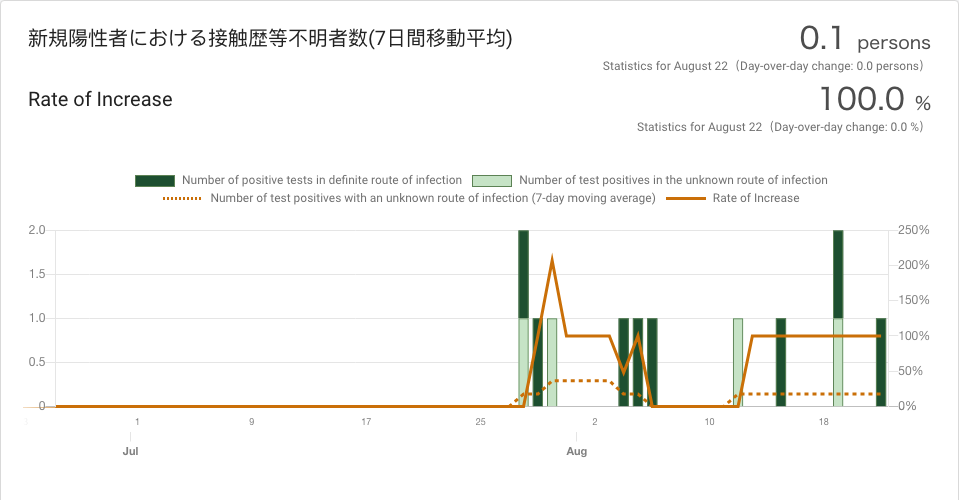 新規陽性者における接触歴等不明者数(7日間移動平均)
0.1 persons
Statistics for August 22（Day-over-day change: 0.0 persons）
Rate of Increase
100.0 %
Statistics for August 22（Day-over-day change: 0.0 %）
Number of positive tests in definite route of infection Number of test positives in the unknown route of infection
Number of test positives with an unknown route of infection (7-day moving average) Rate of Increase
2.0 250%
200%
1.5
150%
1.0 100%
0.5 50%
0 0%
1 9 17 25 2 10 18
Jul Aug